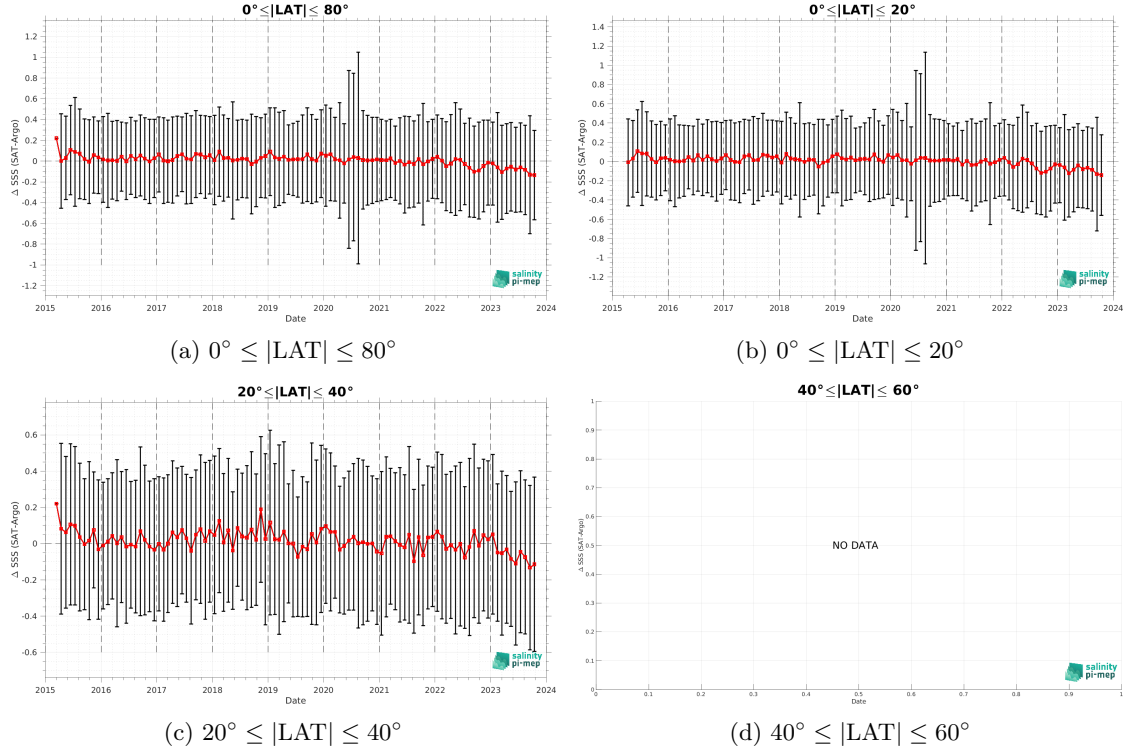 0°≤|LAT|≤ 80°
Δ SSS (SAT-Argo)
1.2
1
0.8
0.6
0.4
0.2
0
-0.2
-0.4
-0.6
-0.8
-1
-1.2
2015 2016 2017 2018 2019 2020 2021 2022 2023 2024
Date
salinity
pi-mep
(a) 0° ≤ |LAT| ≤ 80°
0°≤|LAT|≤ 20°
Δ SSS (SAT-Argo)
1.4
1.2
1
0.8
0.6
0.4
0.2
0
-0.2
-0.4
-0.6
-0.8
-1
-1.2
2015 2016 2017 2018 2019 2020 2021 2022 2023 2024
Date
salinity
pi-mep
(b) 0° ≤ |LAT| ≤ 20°
20°≤|LAT|≤ 40°
Δ SSS (SAT-Argo)
0.6
0.4
0.2
0
-0.2
-0.4
-0.6
2015 2016 2017 2018 2019 2020 2021 2022 2023 2024
Date
salinity
pi-mep
(c) 20° ≤ |LAT| ≤ 40°
40°≤|LAT|≤ 60°
Δ SSS (SAT-Argo)
1
0.9
0.8
0.7
0.6
0.5
0.4
0.3
0.2
0.1
0
NO DATA
0 0.1 0.2 0.3 0.4 0.5 0.6 0.7 0.8 0.9 1
Date
salinity
pi-mep
(d) 40° ≤ |LAT| ≤ 60°